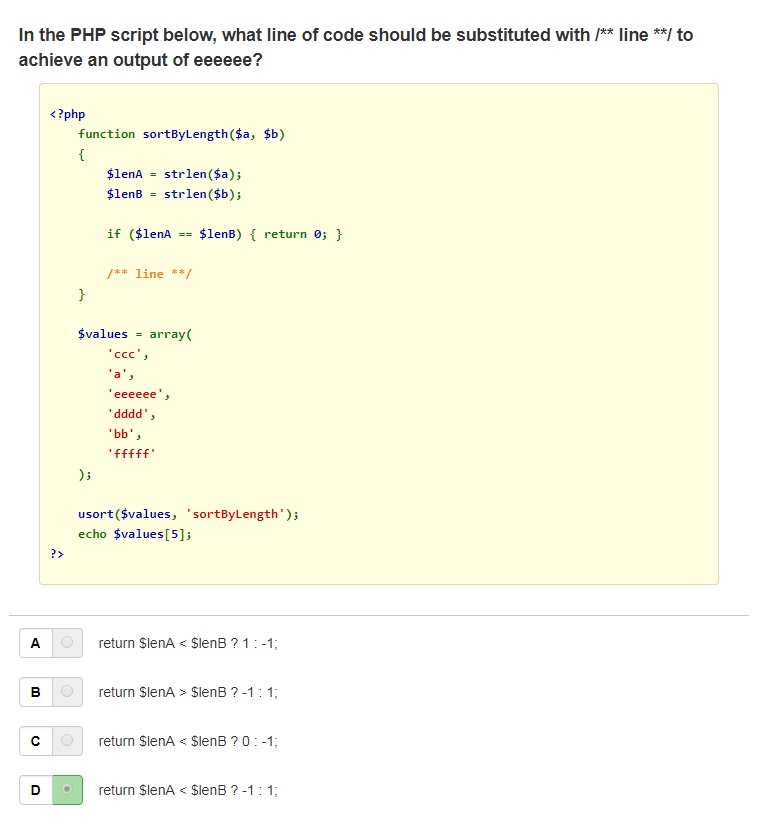 In the PHP script below, what line of code should be substituted with /** line **/ to
achieve an output of eeeeee?
<?php
function sortByLength($a, $b)
{
$lenA = strlen($a);
$lenB = strlen($b);
if ($lenA == $lenB) { return 0; }
/** line **/
}
$values = array(
'ccc',
'a',
'eeeeee',
'dddd',
'bb',
'fffff'
);
usort($values, 'sortByLength');
echo $values[5];
?>
A return $lenA < $lenB ? 1 : -1;
B return $lenA > $lenB ? -1 : 1;
C return $lenA < $lenB ? 0 : -1;
D return $lenA < $lenB ? -1 : 1;